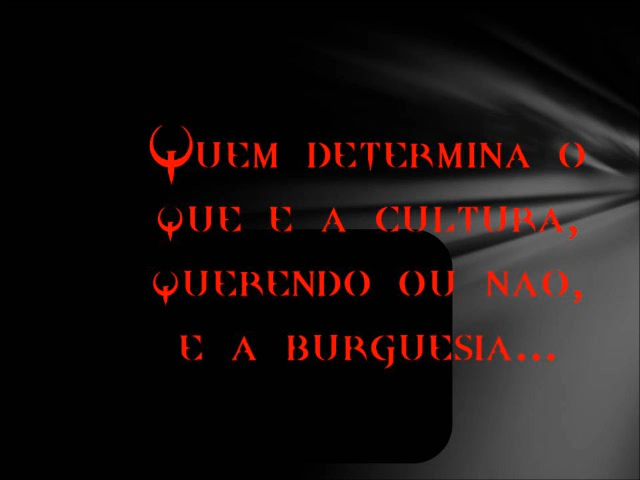 Quem determina o
que e a cultura,
querendo ou nao,
e a burguesia...